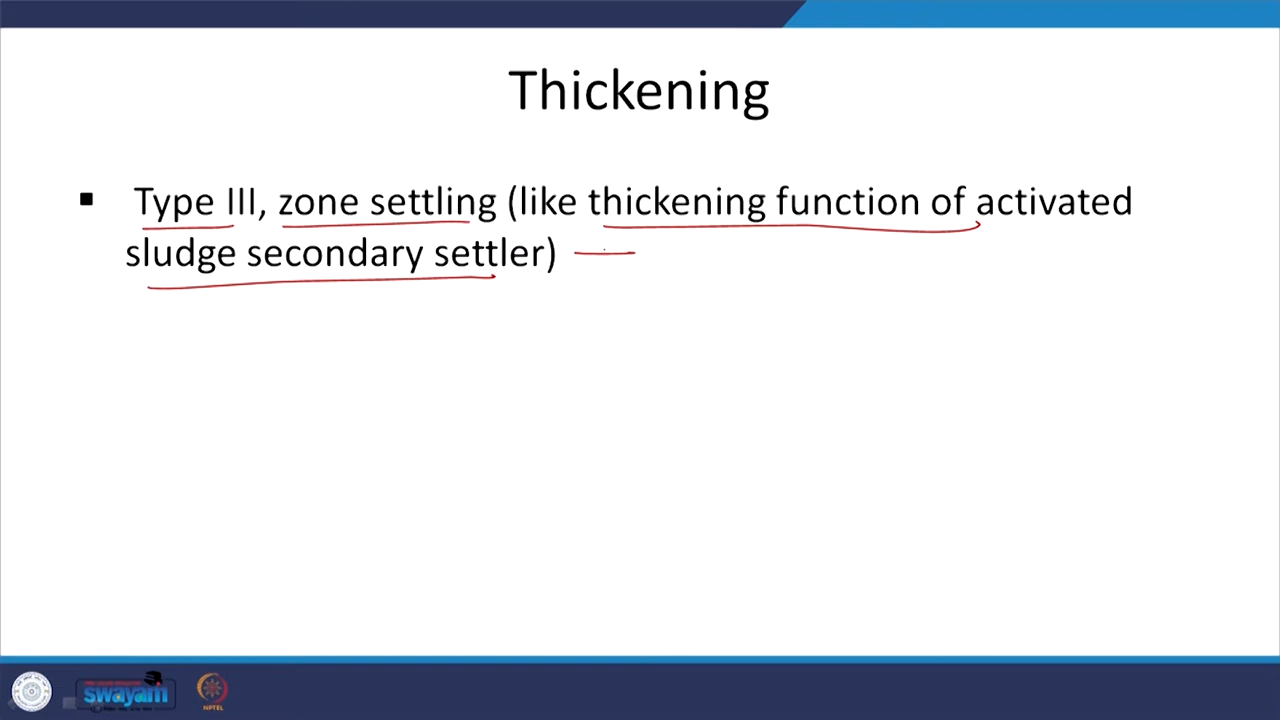 Thickening
▪ Type III, zone settling (like thickening function of activated
sludge secondary settler)
swayam
NPTEL